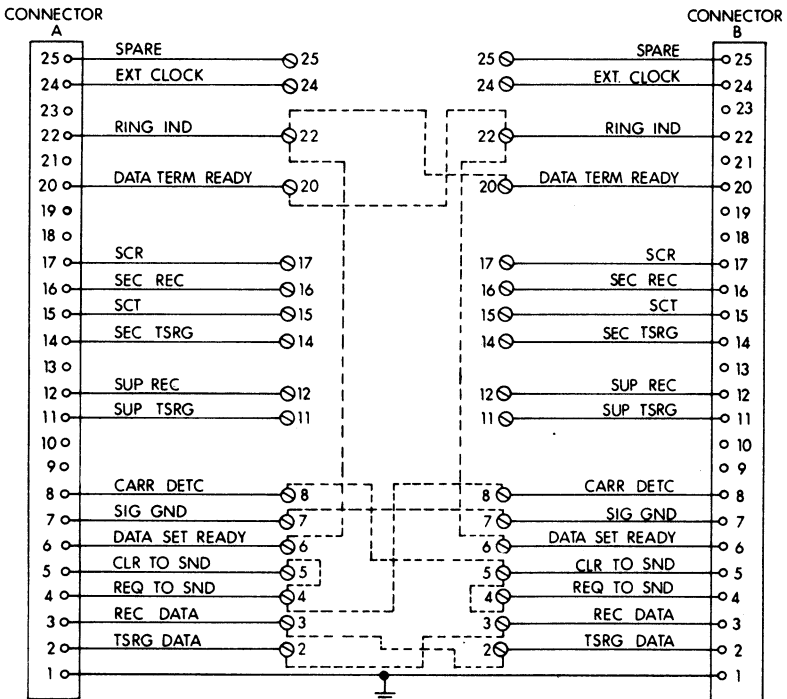 CONNECTOR
A
CONNECTOR
B
25 SPARE 25 25 SPARE 25
24 EXT CLOCK 24 24 EXT. CLOCK 24
23 23
22 RING IND 22 22 RING IND 22
21 21
20 DATA TERM READY 20 20 DATA TERM READY 20
19 19
18 18
17 SCR 17 17 SCR 17
16 SEC REC 16 16 SEC REC 16
15 SCT 15 15 SCT 15
14 SEC TSRG 14 14 SEC TSRG 14
13 13
12 SUP REC 12 12 SUP REC 12
11 SUP TSRG 11 11 SUP TSRG 11
10 10
9 9
8 CARR DETC 8 8 CARR DETC 8
7 SIG GND 7 7 SIG GND 7
6 DATA SET READY 6 6 DATA SET READY 6
5 CLR TO SND 5 5 CLR TO SND 5
4 REQ TO SND 4 4 REQ TO SND 4
3 REC DATA 3 3 REC DATA 3
2 TSRG DATA 2 2 TSRG DATA 2
1 1